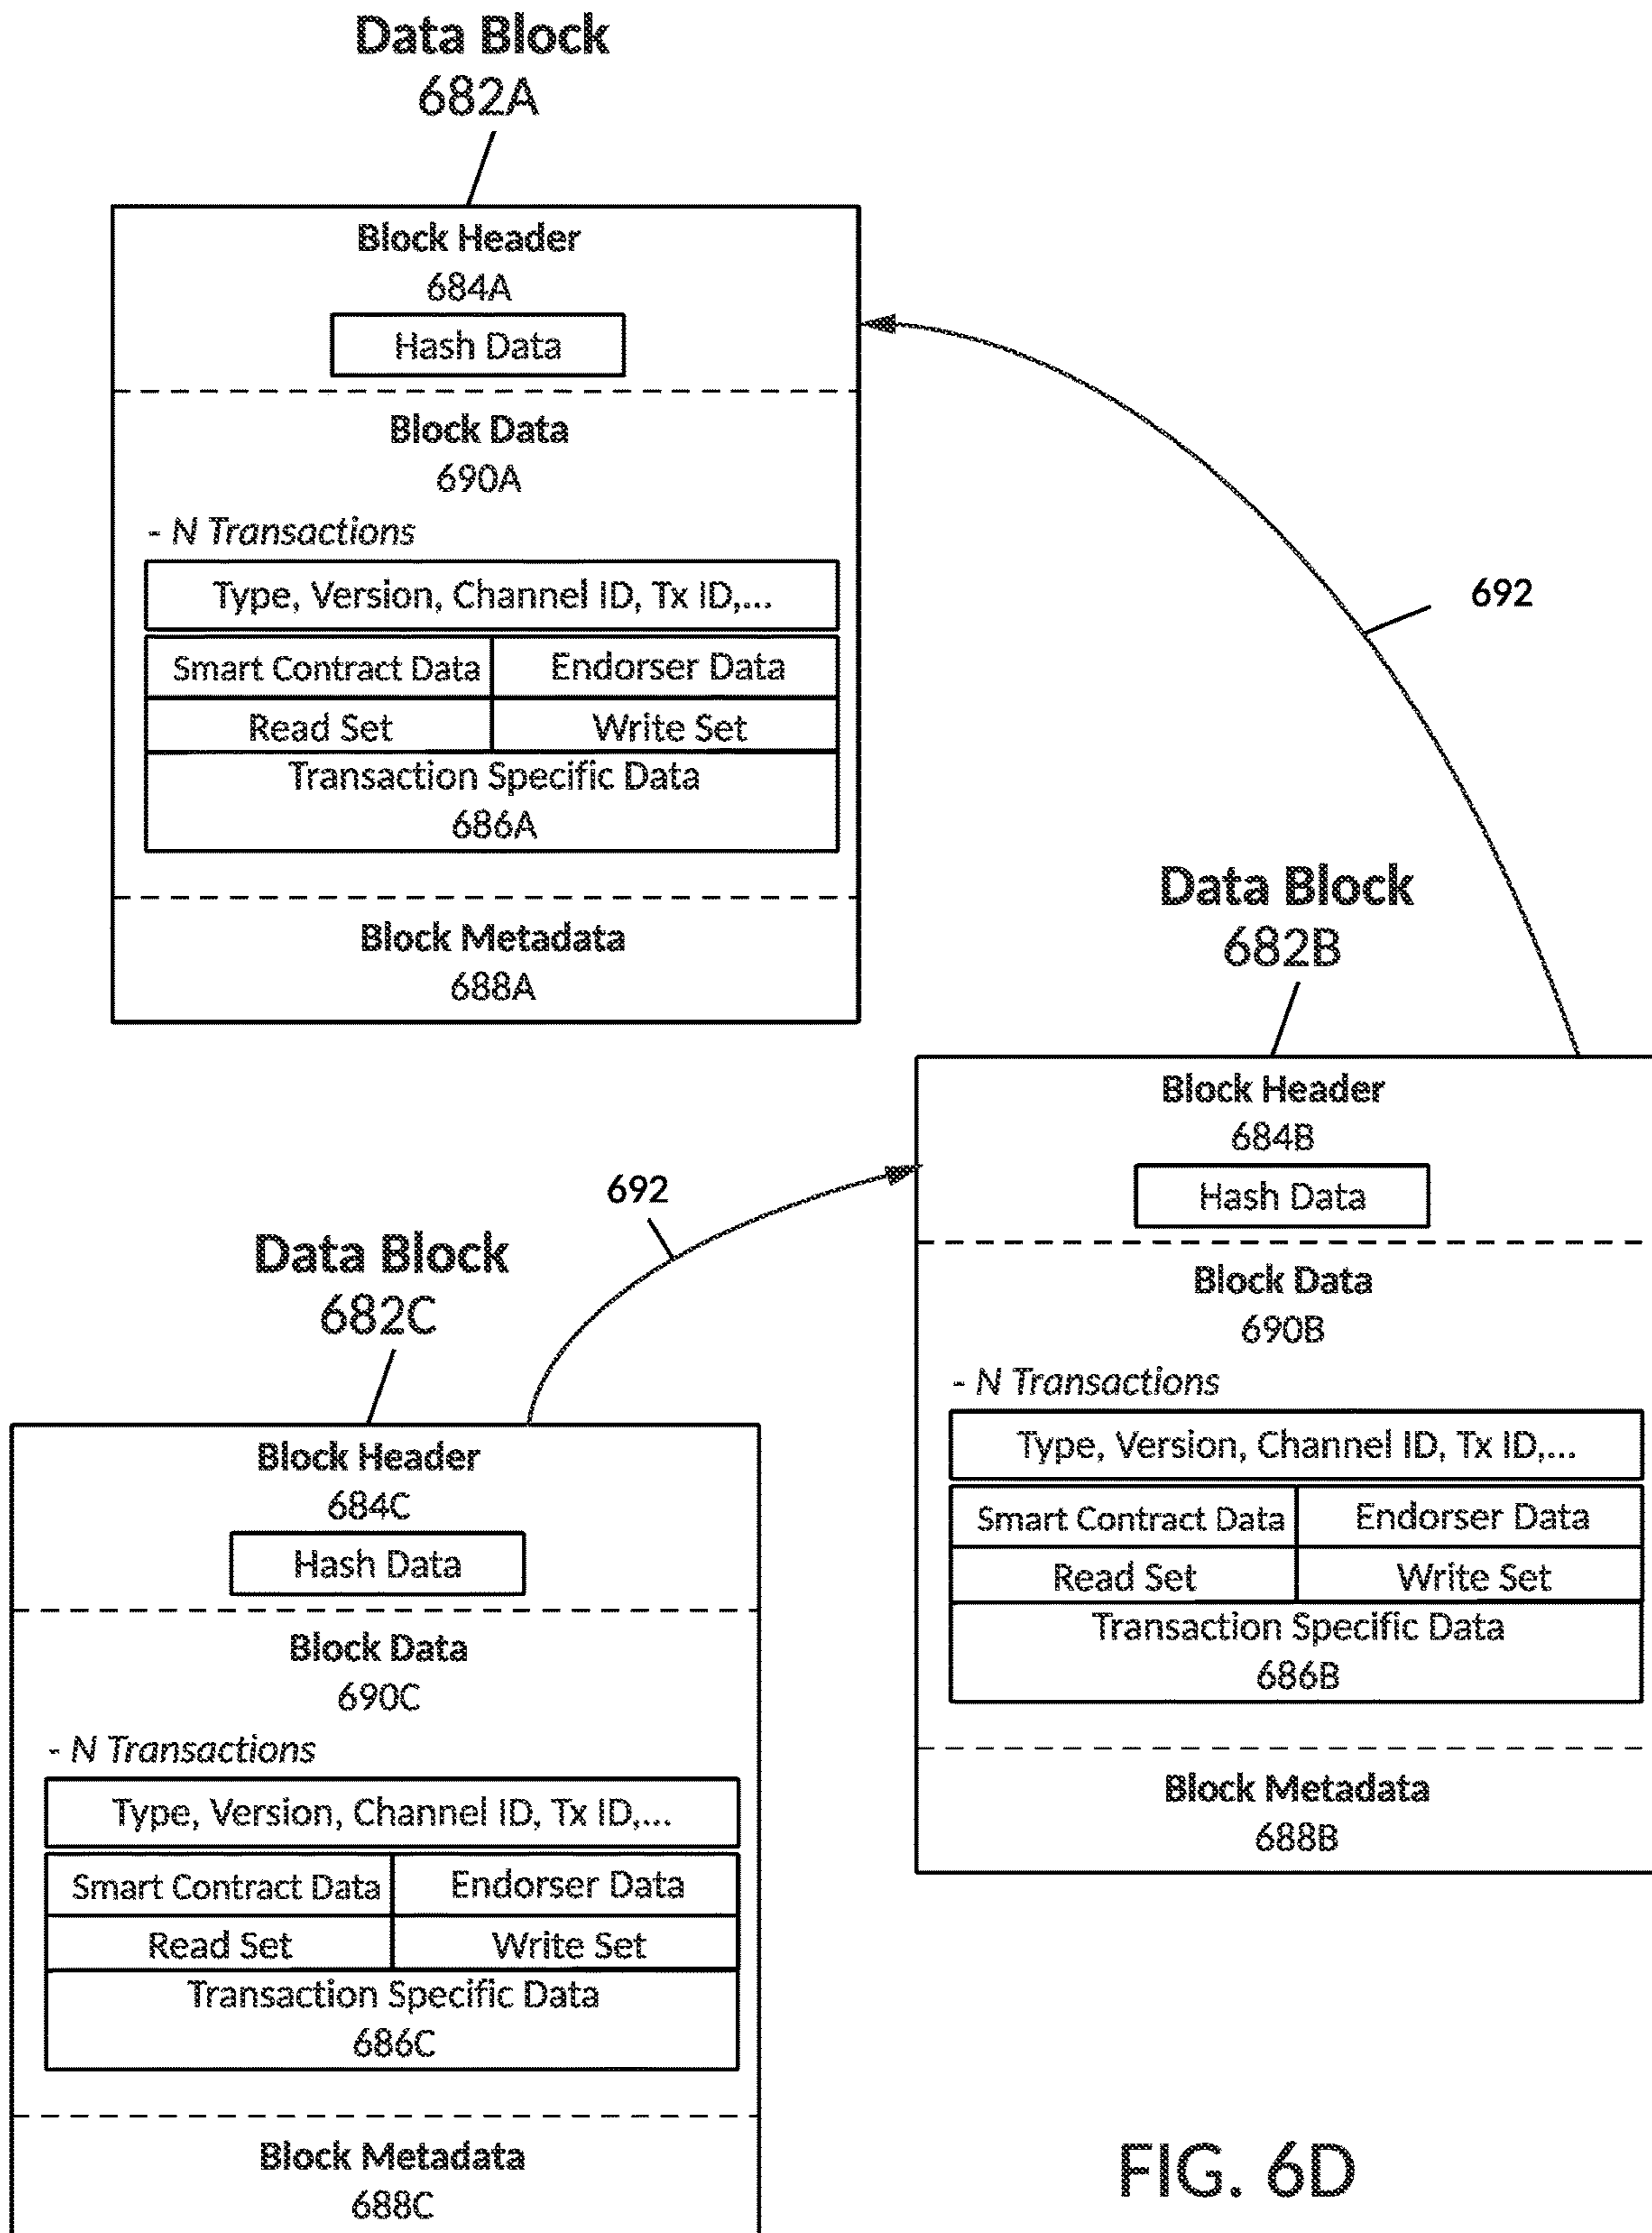 Data Block
682A
Block Header
684A
Hash Data
Block Data
690A
- N Transactions
Type, Version, Channel ID, Tx ID,...
Smart Contract Data Endorser Data
Read Set Write Set
Transaction Specific Data
686A
Block Metadata
688A
692
Data Block
682B
Block Header
684B
Hash Data
Block Data
690B
- N Transactions
Type, Version, Channel ID, Tx ID,...
Smart Contract Data Endorser Data
Read Set Write Set
Transaction Specific Data
686B
Block Metadata
688B
692
Data Block
682C
Block Header
684C
Hash Data
Block Data
690C
- N Transactions
Type, Version, Channel ID, Tx ID,...
Smart Contract Data Endorser Data
Read Set Write Set
Transaction Specific Data
686C
Block Metadata
688C
FIG. 6D